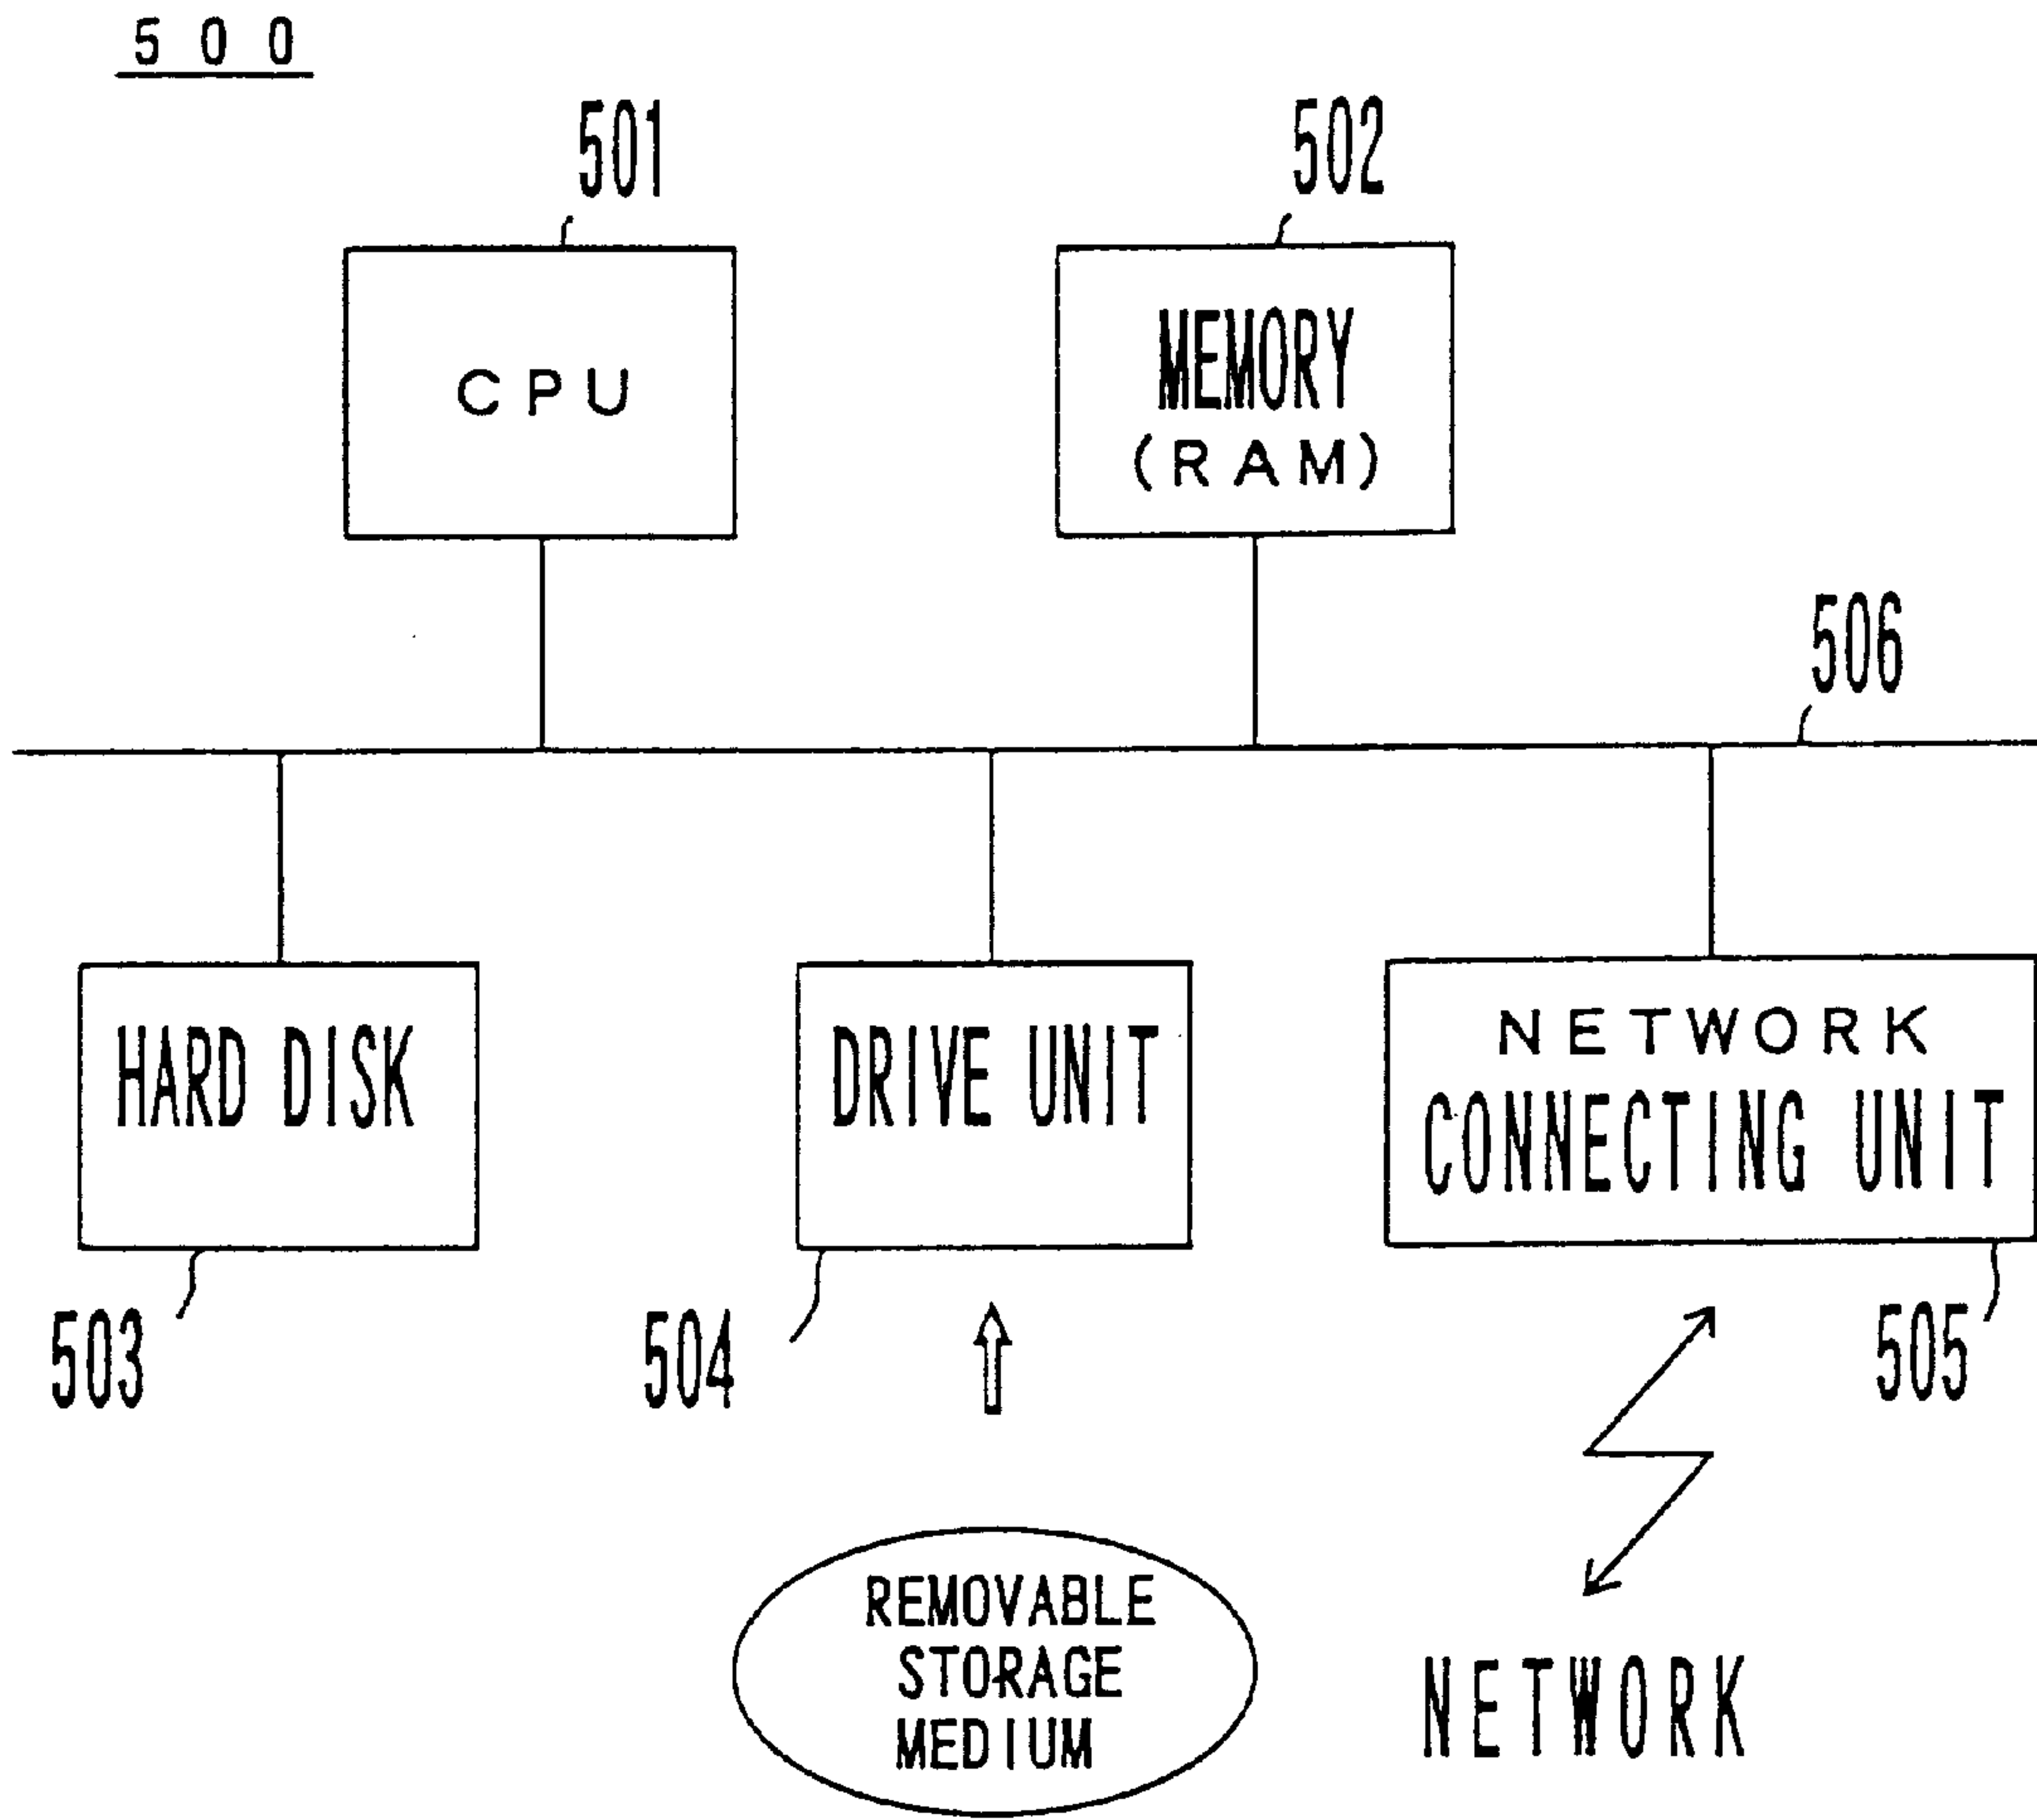 500
501
502
CPU
MEMORY
(RAM)
506
HARD DISK
DRIVE UNIT
NETWORK
CONNECTING UNIT
503
504
505
REMOVABLE
STORAGE
MEDIUM
NETWORK